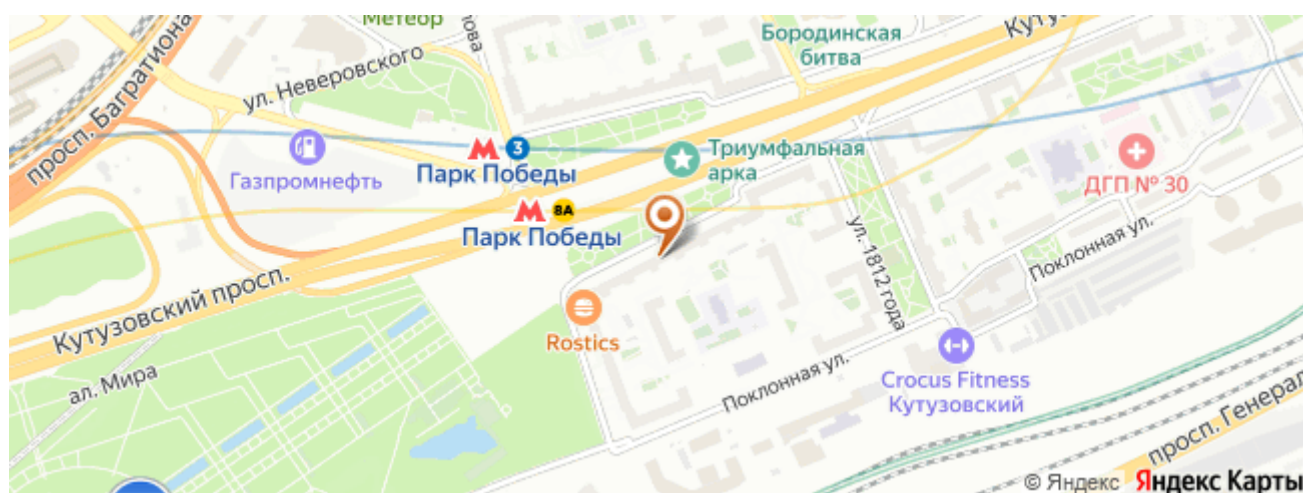 Метеор
нова
просп. Багратиона
ул. Неверовского
Бородинская
битва
Кутуз
Газпромнефть
3
Парк Победы
Триумфальная
арка
ДГП № 30
8А
Парк Победы
ул. 1812 года
Поклонная ул.
Кутузовский просп.
Rostics
ал. Мира
Поклонная ул.
Crocus Fitness
Кутузовский
просп. Генерал
© Яндекс Яндекс Карты